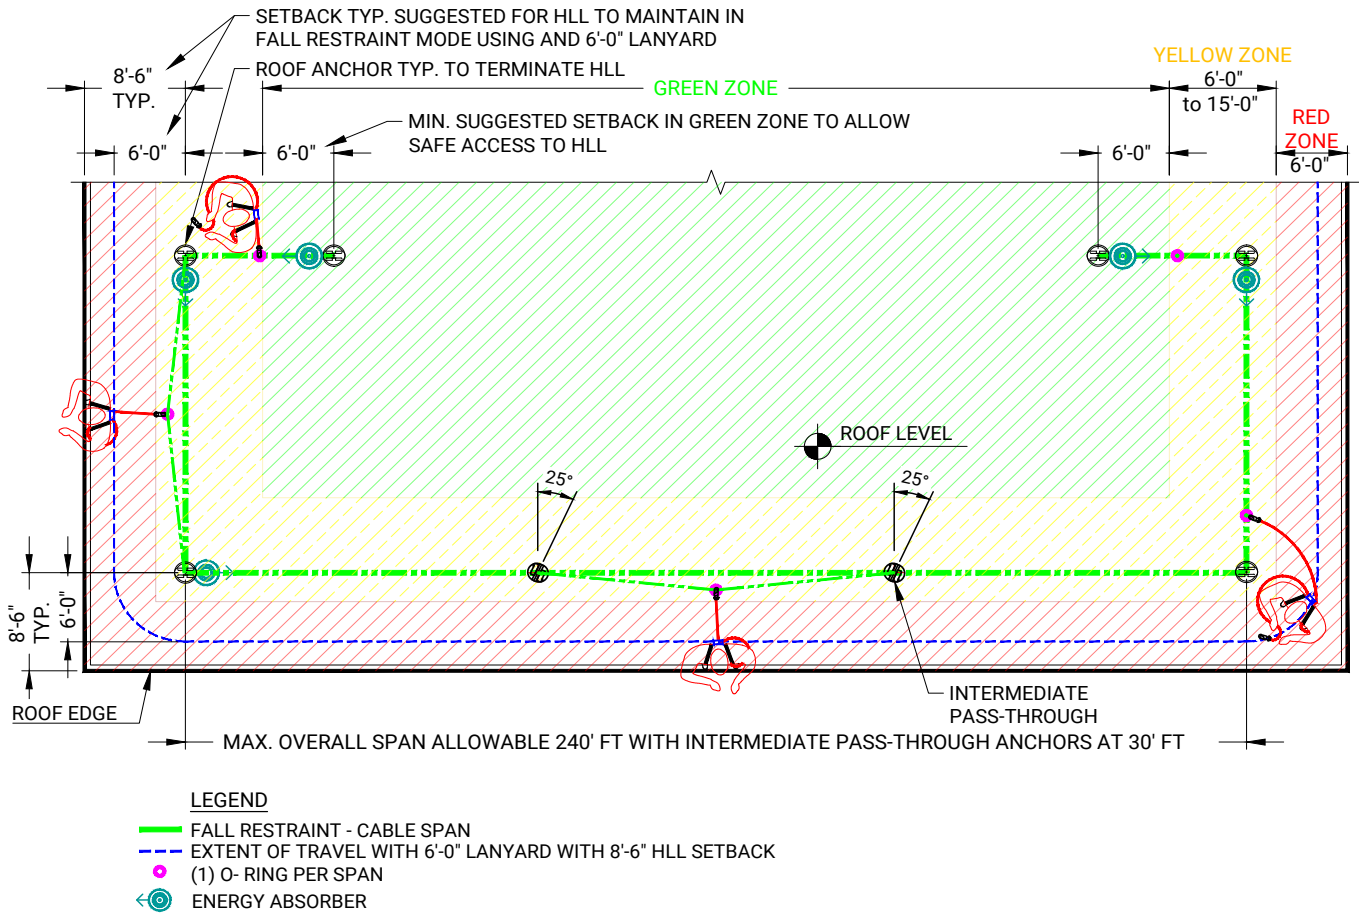 SETBACK TYP. SUGGESTED FOR HLL TO MAINTAIN IN
FALL RESTRAINT MODE USING AND 6'-0" LANYARD
8'-6"
TYP.
ROOF ANCHOR TYP. TO TERMINATE HLL
GREEN ZONE
YELLOW ZONE
6'-0"
to 15'-0"
RED
ZONE
6'-0"
MIN. SUGGESTED SETBACK IN GREEN ZONE TO ALLOW
SAFE ACCESS TO HLL
6'-0"
6'-0"
6'-0"
ROOF LEVEL
25°
25°
8'-6"
TYP.
6'-0"
INTERMEDIATE
PASS-THROUGH
ROOF EDGE
MAX. OVERALL SPAN ALLOWABLE 240' FT WITH INTERMEDIATE PASS-THROUGH ANCHORS AT 30' FT
LEGEND
FALL RESTRAINT - CABLE SPAN
EXTENT OF TRAVEL WITH 6'-0" LANYARD WITH 8'-6" HLL SETBACK
(1) O- RING PER SPAN
ENERGY ABSORBER